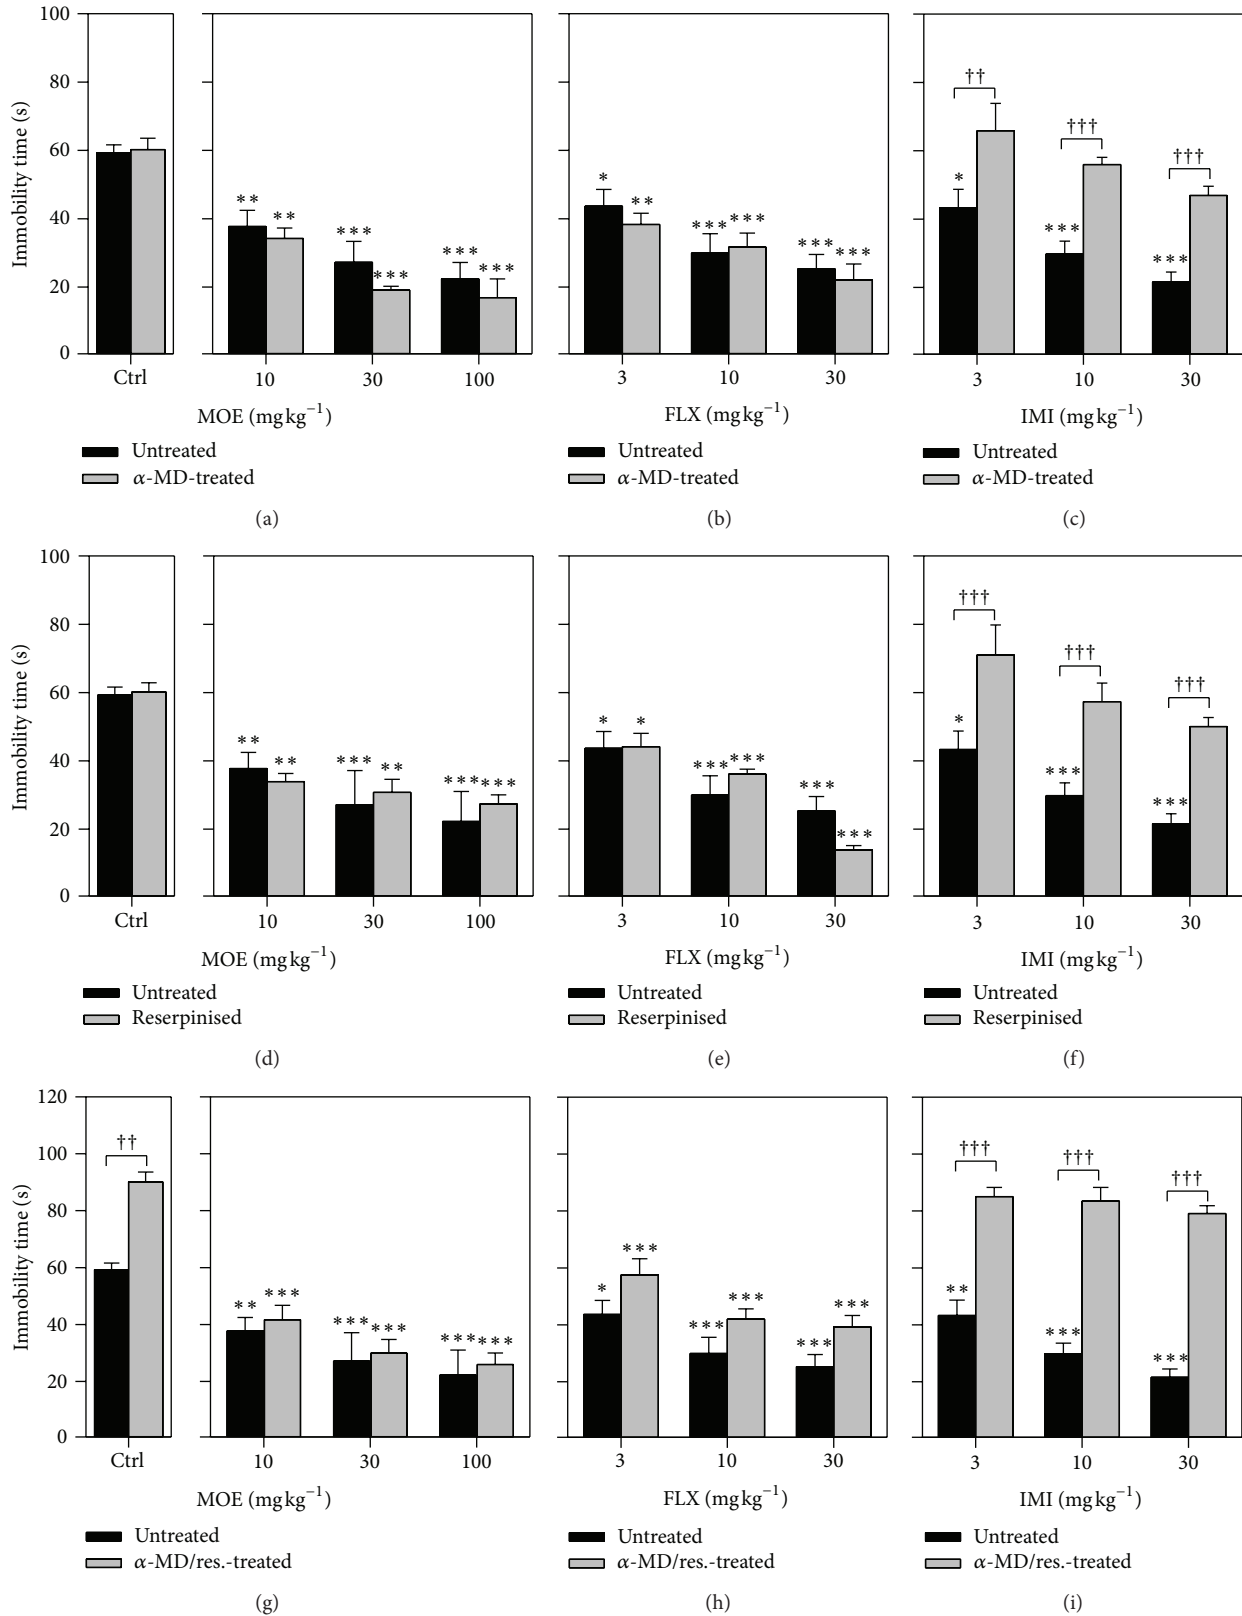 100
80
60
40
20
0
Immobility time (s)
Ctrl
** ** *** *** *** ***
10 30 100
MOE (mg kg⁻¹)
Untreated
α-MD-treated
(a)
* ** *** *** *** ***
3 10 30
FLX (mg kg⁻¹)
Untreated
α-MD-treated
(b)
†† ††† †††
* *** ***
3 10 30
IMI (mg kg⁻¹)
Untreated
α-MD-treated
(c)
100
80
60
40
20
0
Immobility time (s)
Ctrl
** ** *** ** *** ***
10 30 100
MOE (mg kg⁻¹)
Untreated
Reserpinised
(d)
* * *** *** *** ***
3 10 30
FLX (mg kg⁻¹)
Untreated
Reserpinised
(e)
††† ††† †††
* *** ***
3 10 30
IMI (mg kg⁻¹)
Untreated
Reserpinised
(f)
120
100
80
60
40
20
0
Immobility time (s)
††
Ctrl
** *** *** *** *** ***
10 30 100
MOE (mg kg⁻¹)
Untreated
α-MD/res.-treated
(g)
* *** *** *** *** ***
3 10 30
FLX (mg kg⁻¹)
Untreated
α-MD/res.-treated
(h)
††† ††† †††
** *** ***
3 10 30
IMI (mg kg⁻¹)
Untreated
α-MD/res.-treated
(i)